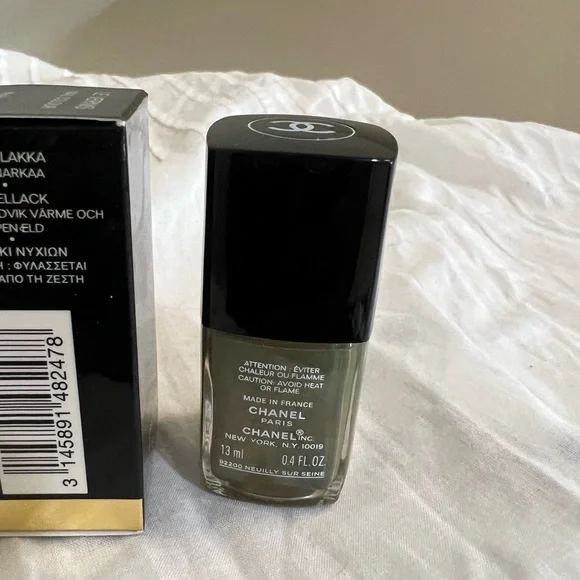 LAKKA
ARKAA
•
ELLACK
DVIK VÄRME OCH
PEN ELD
•
ΚΙ ΝΥΧΙΩΝ
Η : ΦΥΛΑΣΣΕΤΑΙ
ΑΠΟ ΤΗ ΖΕΣΤΗ
3 145891 482478
ATTENTION : ÉVITER
CHALEUR OU FLAMME
CAUTION: AVOID HEAT
OR FLAME
MADE IN FRANCE
CHANEL
PARIS
CHANEL® INC.
NEW YORK, N.Y. 10019
13 ml 0.4 FL. OZ.
92200 NEUILLY SUR SEINE